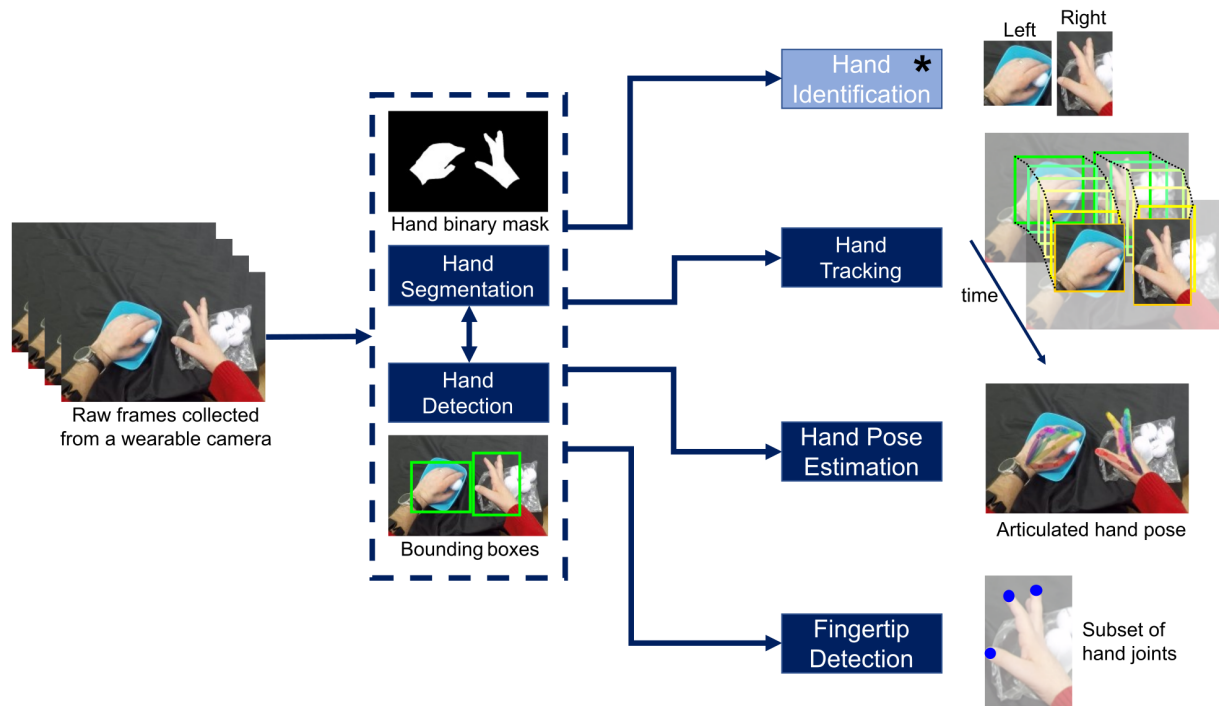 Left
Right
Hand *
Identification
Hand binary mask
Hand
Segmentation
Hand
Tracking
time
Raw frames collected
from a wearable camera
Hand
Detection
Bounding boxes
Hand Pose
Estimation
Articulated hand pose
Fingertip
Detection
Subset of
hand joints